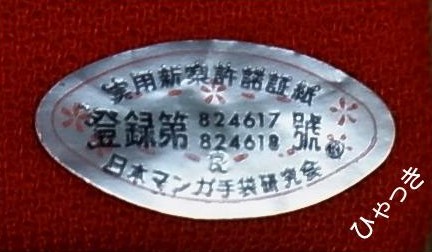 実用新案許諾証紙
登録第 824617 號
824618
日本マンガ手袋研究会
ひゃっき